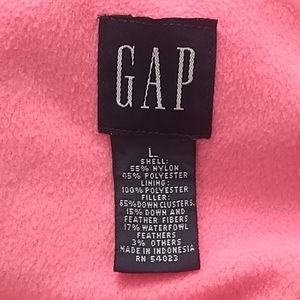 GAP
L
SHELL:
55% NYLON
45% POLYESTER
LINING:
100% POLYESTER
FILLER:
65% DOWN CLUSTERS,
15% DOWN AND
FEATHER FIBERS
17% WATERFOWL
FEATHERS
3% OTHERS
MADE IN INDONESIA
RN 54023